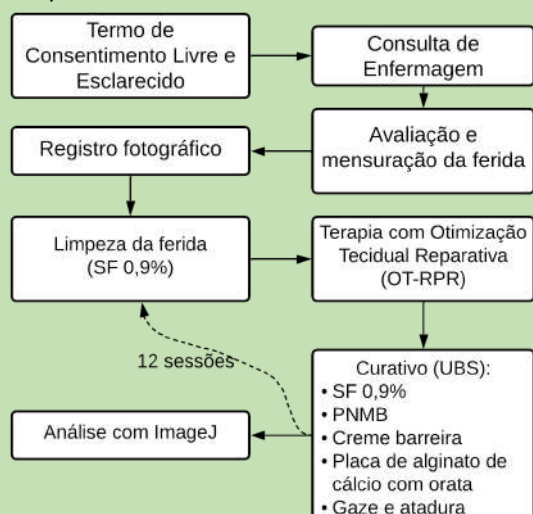 Termo de
Consentimento Livre e
Esclarecido
Consulta de
Enfermagem
Avaliação e
mensuração da ferida
Registro fotográfico
Limpeza da ferida
(SF 0,9%)
Terapia com Otimização
Tecidual Reparativa
(OT-RPR)
Curativo (UBS):
• SF 0,9%
• PNMB
• Creme barreira
• Placa de alginato de
cálcio com orata
• Gaze e atadura
12 sessões
Análise com ImageJ